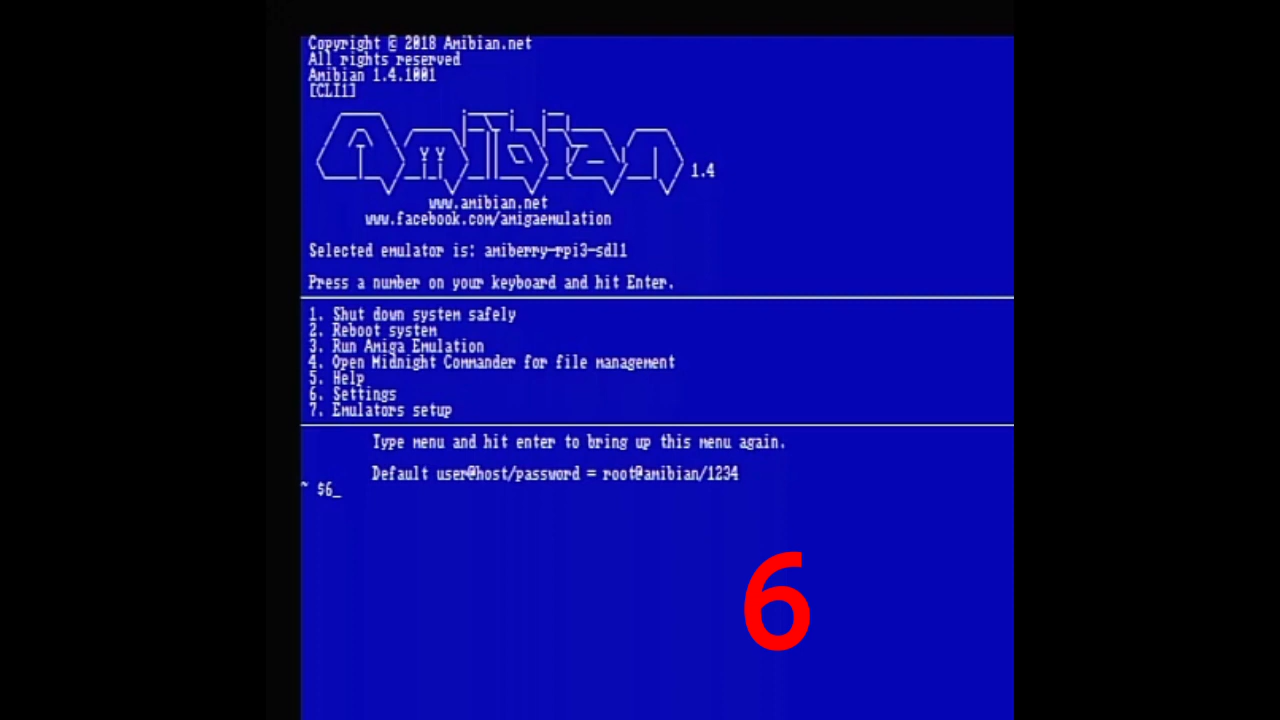 Copyright © 2018 Amibian.net
All rights reserved
Amibian 1.4.1001
[CLI1]
Amibian 1.4
www.amibian.net
www.facebook.com/amigaemulation
Selected emulator is: amiberry-rpi3-sdl1
Press a number on your keyboard and hit Enter.
1. Shut down system safely
2. Reboot system
3. Run Amiga Emulation
4. Open Midnight Commander for file management
5. Help
6. Settings
7. Emulators setup
Type menu and hit enter to bring up this menu again.
Default user@host/password = root@amibian/1234
~ $6_
6